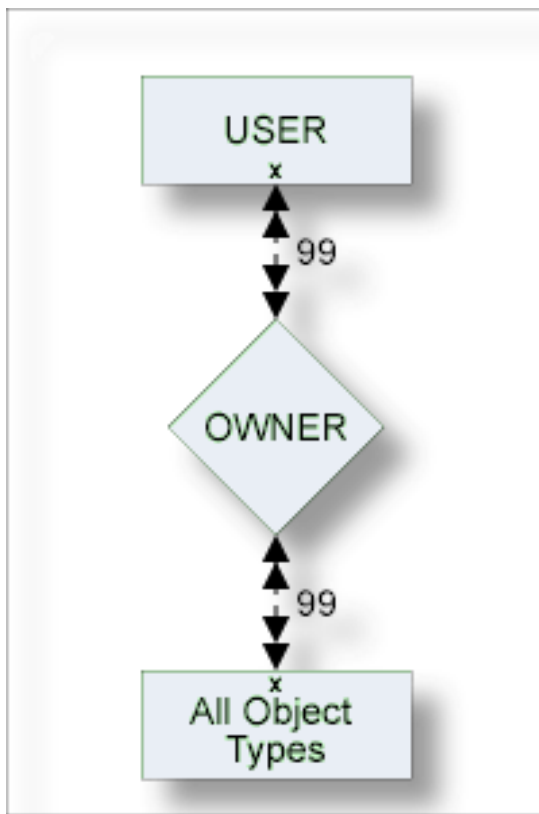 USER
x
99
OWNER
99
x
All Object
Types